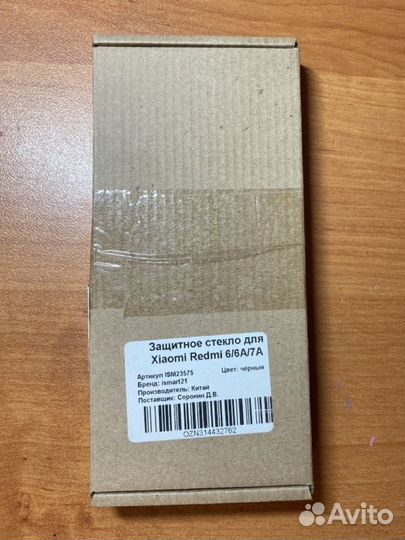 Защитное стекло для
Xiaomi Redmi 6/6A/7A
Артикул ISM23575 Цвет: чёрный
Бренд: ismart21
Производитель: Китай
Поставщик: Сорокин Д.В.
OZN314432762
Avito